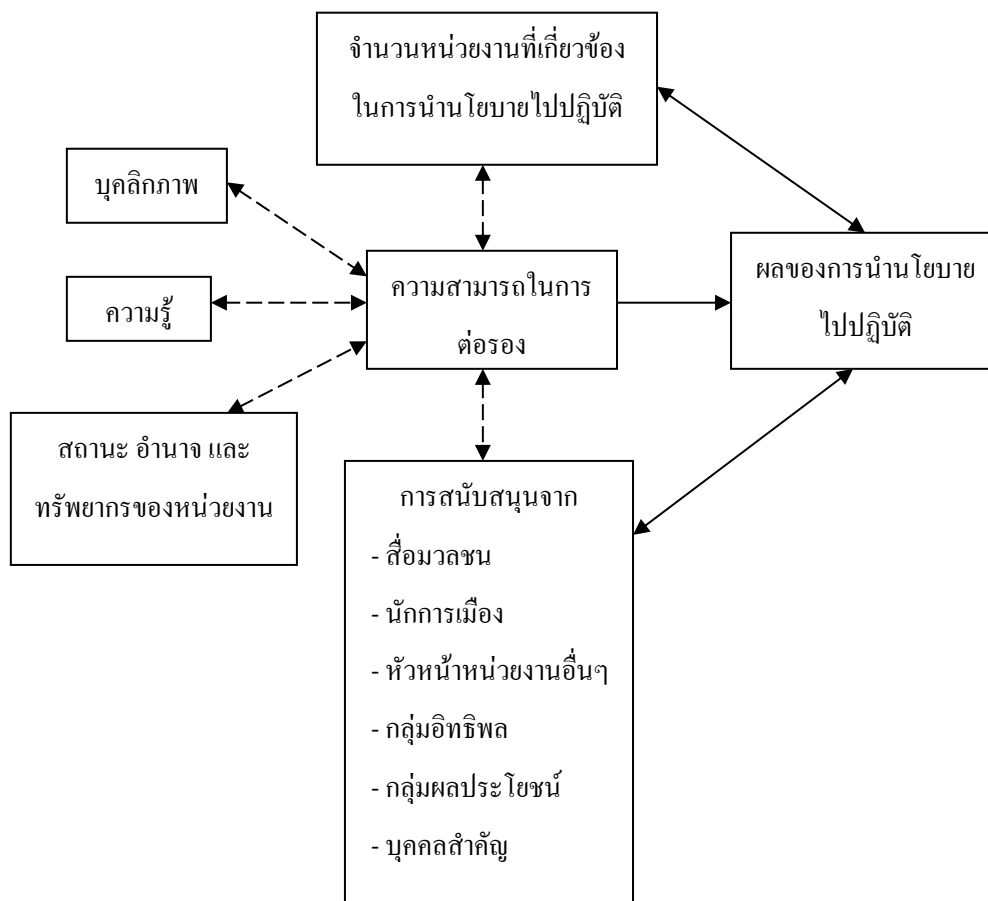 จำนวนหน่วยงานที่เกี่ยวข้อง
ในการนำนโยบายไปปฏิบัติ
บุคลิกภาพ
ความรู้
สถานะ อำนาจ และ
ทรัพยากรของหน่วยงาน
ความสามารถในการ
ต่อรอง
ผลของการนำนโยบาย
ไปปฏิบัติ
การสนับสนุนจาก
- สื่อมวลชน
- นักการเมือง
- หัวหน้าหน่วยงานอื่นๆ
- กลุ่มอิทธิพล
- กลุ่มผลประโยชน์
- บุคคลสำคัญ